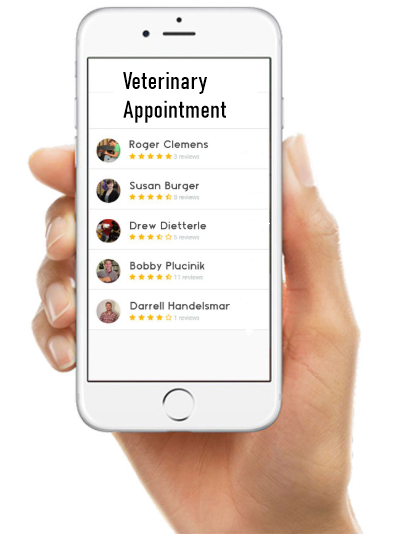 Veterinary
Appointment
Roger Clemens
3 reviews
Susan Burger
5 reviews
Drew Dietterle
5 reviews
Bobby Plucinik
11 reviews
Darrell Handelsmar
1 reviews